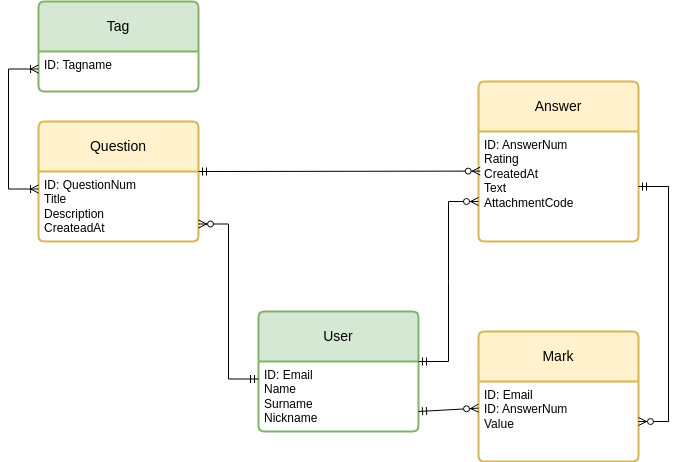 Tag
ID: Tagname
Question
ID: QuestionNum
Title
Description
CreateadAt
Answer
ID: AnswerNum
Rating
CreatedAt
Text
AttachmentCode
User
ID: Email
Name
Surname
Nickname
Mark
ID: Email
ID: AnswerNum
Value